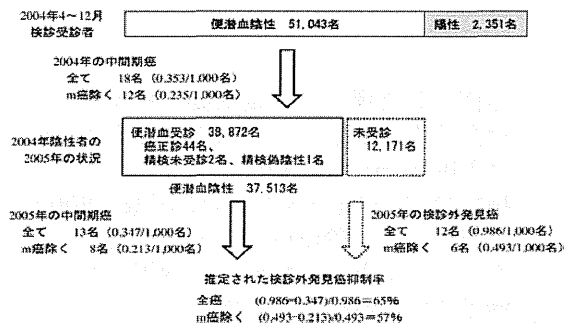 2004年4〜12月
検診受診者
便潜血陰性 51,043名
陽性 2,351名
2004年の中間期癌
全て 18名 (0.353/1,000名)
m癌除く 12名 (0.235/1,000名)
2004年陰性者の
2005年の状況
便潜血受診 38,872名
癌正診44名、
精検未受診2名、精検偽陰性1名
未受診
12,171名
便潜血陰性 37,513名
2005年の中間期癌
全て 13名 (0.347/1,000名)
m癌除く 8名 (0.213/1,000名)
2005年の検診外発見癌
全て 12名 (0.986/1,000名)
m癌除く 6名 (0.493/1,000名)
推定された検診外発見癌抑制率
全癌 (0.986-0.347)/0.986=65%
m癌除く (0.493-0.213)/0.493=57%